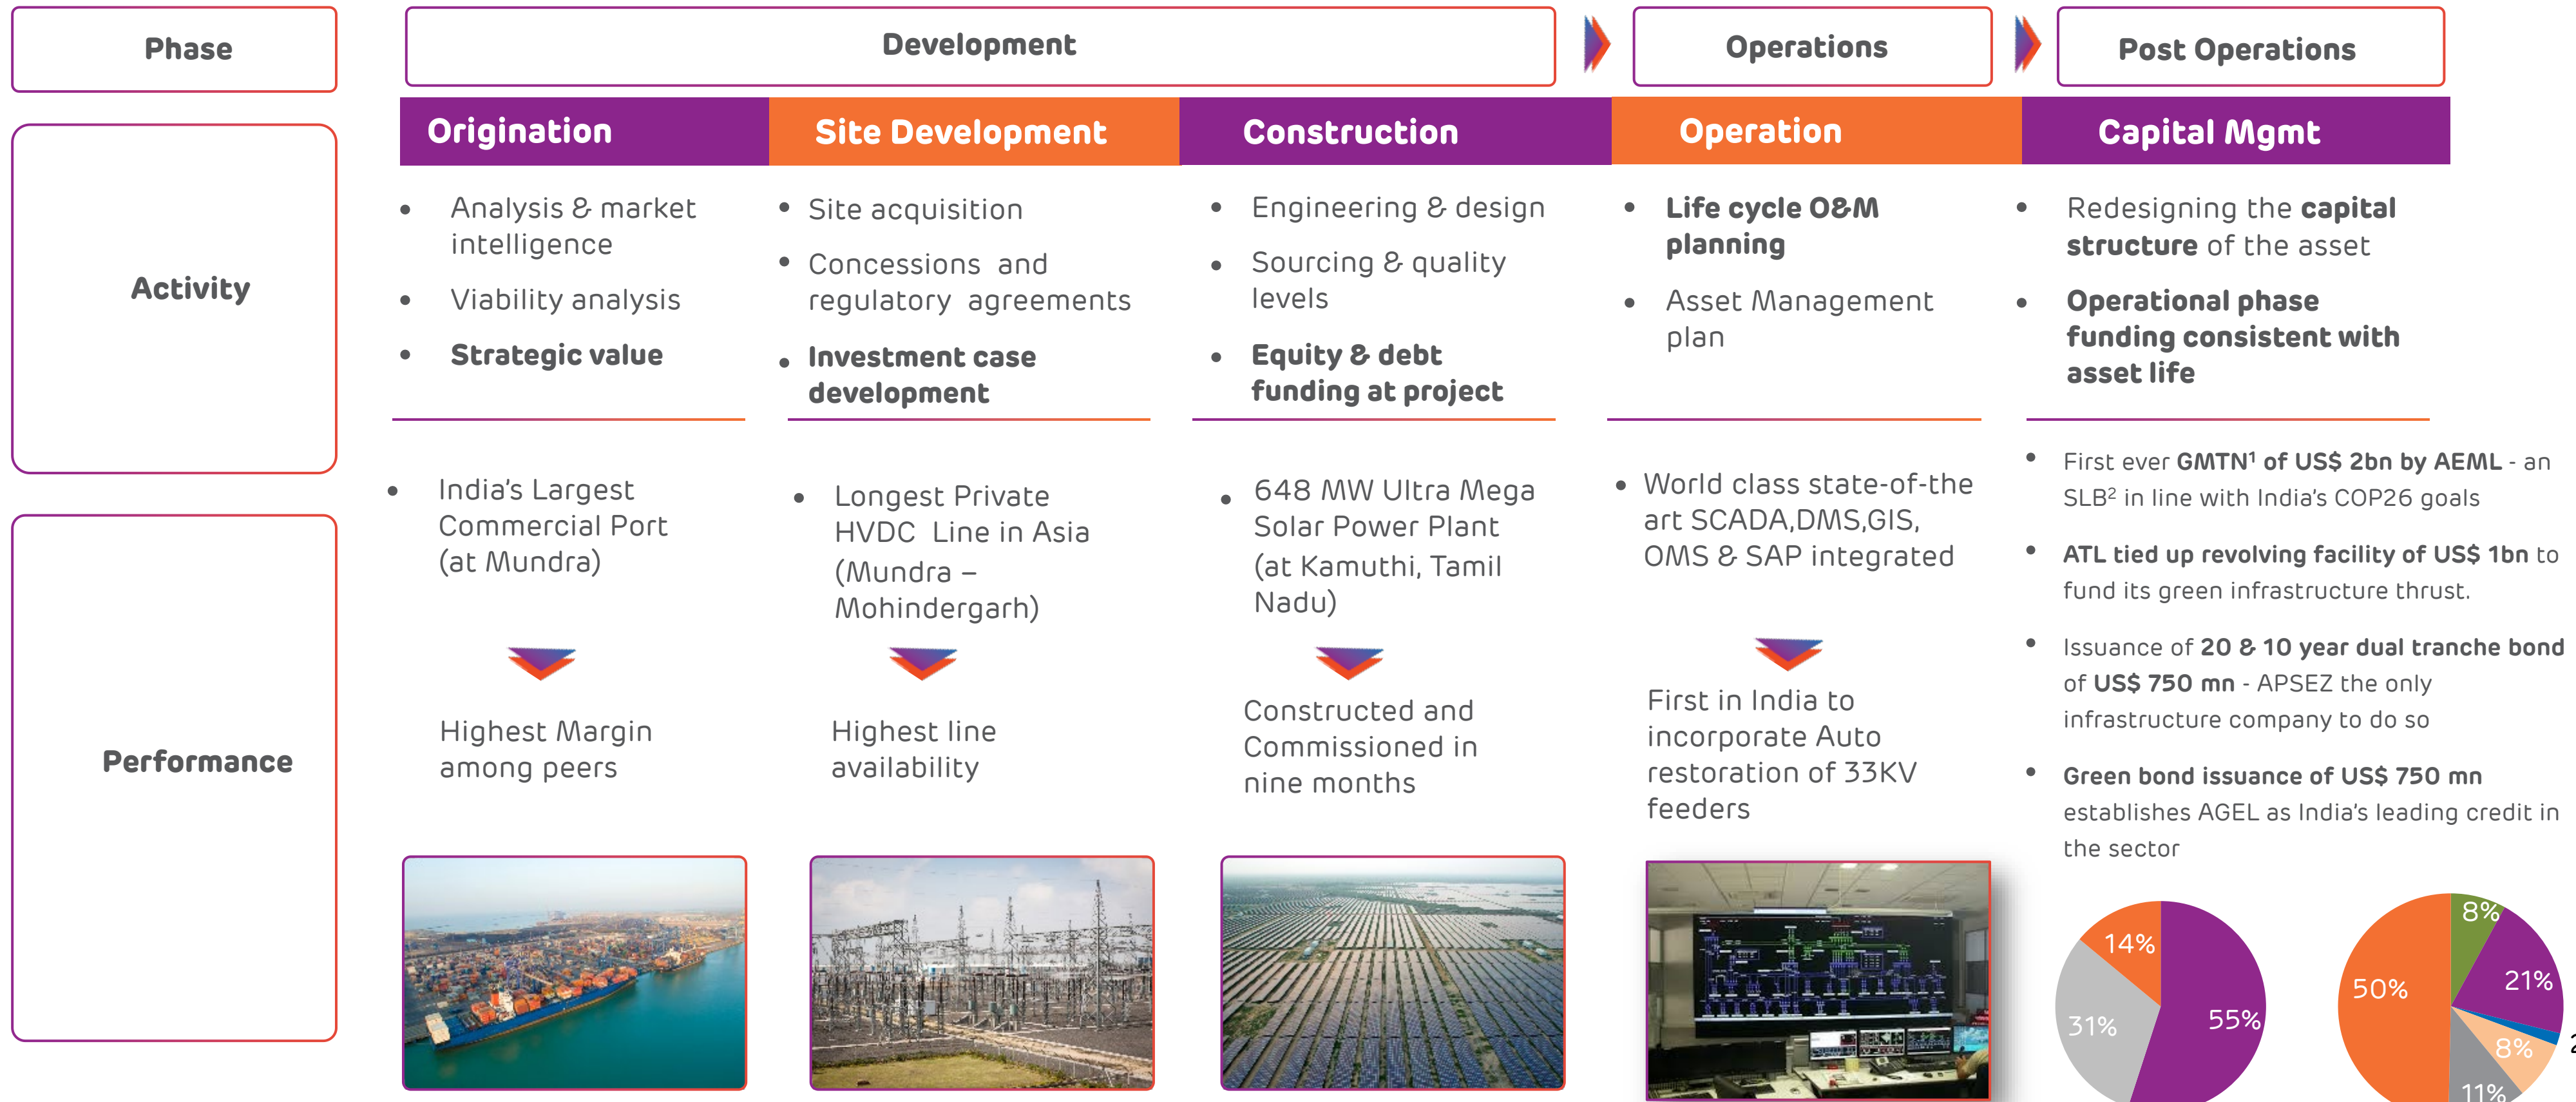 Phase
Development
Operations
Post Operations
Activity
Origination
Site Development
Construction
Operation
Capital Mgmt
• Analysis & market
intelligence
• Viability analysis
• Strategic value
• Site acquisition
• Concessions and
regulatory agreements
• Investment case
development
• Engineering & design
• Sourcing & quality
levels
• Equity & debt
funding at project
• Life cycle O&M
planning
• Asset Management
plan
• Redesigning the capital
structure of the asset
• Operational phase
funding consistent with
asset life
Performance
• India's Largest
Commercial Port
(at Mundra)
Highest Margin
among peers
• Longest Private
HVDC Line in Asia
(Mundra –
Mohindergarh)
Highest line
availability
• 648 MW Ultra Mega
Solar Power Plant
(at Kamuthi, Tamil
Nadu)
Constructed and
Commissioned in
nine months
• World class state-of-the
art SCADA,DMS,GIS,
OMS & SAP integrated
First in India to
incorporate Auto
restoration of 33KV
feeders
• First ever GMTN¹ of US$ 2bn by AEML - an
SLB² in line with India's COP26 goals
• ATL tied up revolving facility of US$ 1bn to
fund its green infrastructure thrust.
• Issuance of 20 & 10 year dual tranche bond
of US$ 750 mn - APSEZ the only
infrastructure company to do so
• Green bond issuance of US$ 750 mn
establishes AGEL as India's leading credit in
the sector
14%
31%
55%
8%
50%
21%
8%
11%